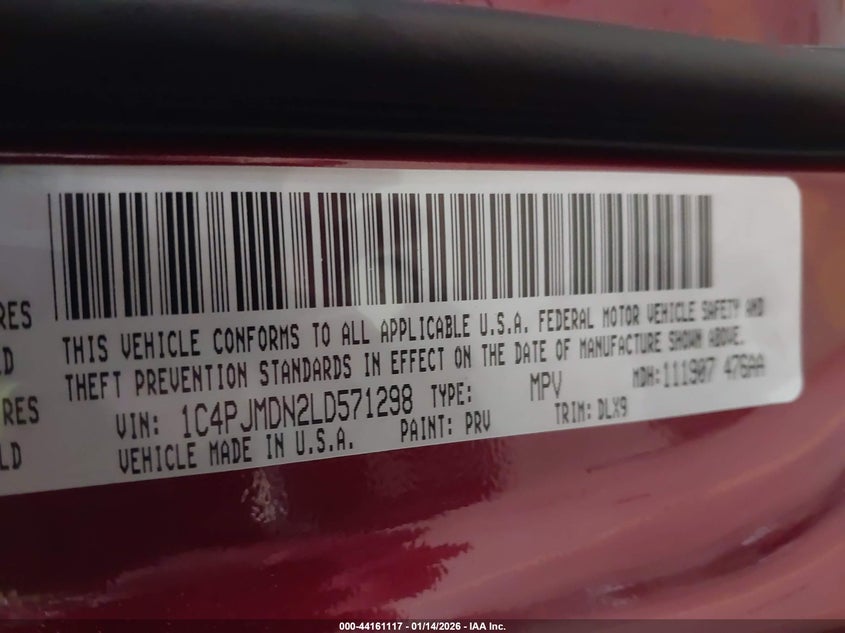 THIS VEHICLE CONFORMS TO ALL APPLICABLE U.S.A. FEDERAL MOTOR VEHICLE SAFETY AND
RES
THEFT PREVENTION STANDARDS IN EFFECT ON THE DATE OF MANUFACTURE SHOWN ABOVE.
LD
VIN: 1C4PJMDN2LD571298 TYPE: MPV MDH: 111907 476AA
RES
VEHICLE MADE IN U.S.A. PAINT: PRV TRIM: DLX9
LD
000-44161117 - 01/14/2026 - IAA Inc.